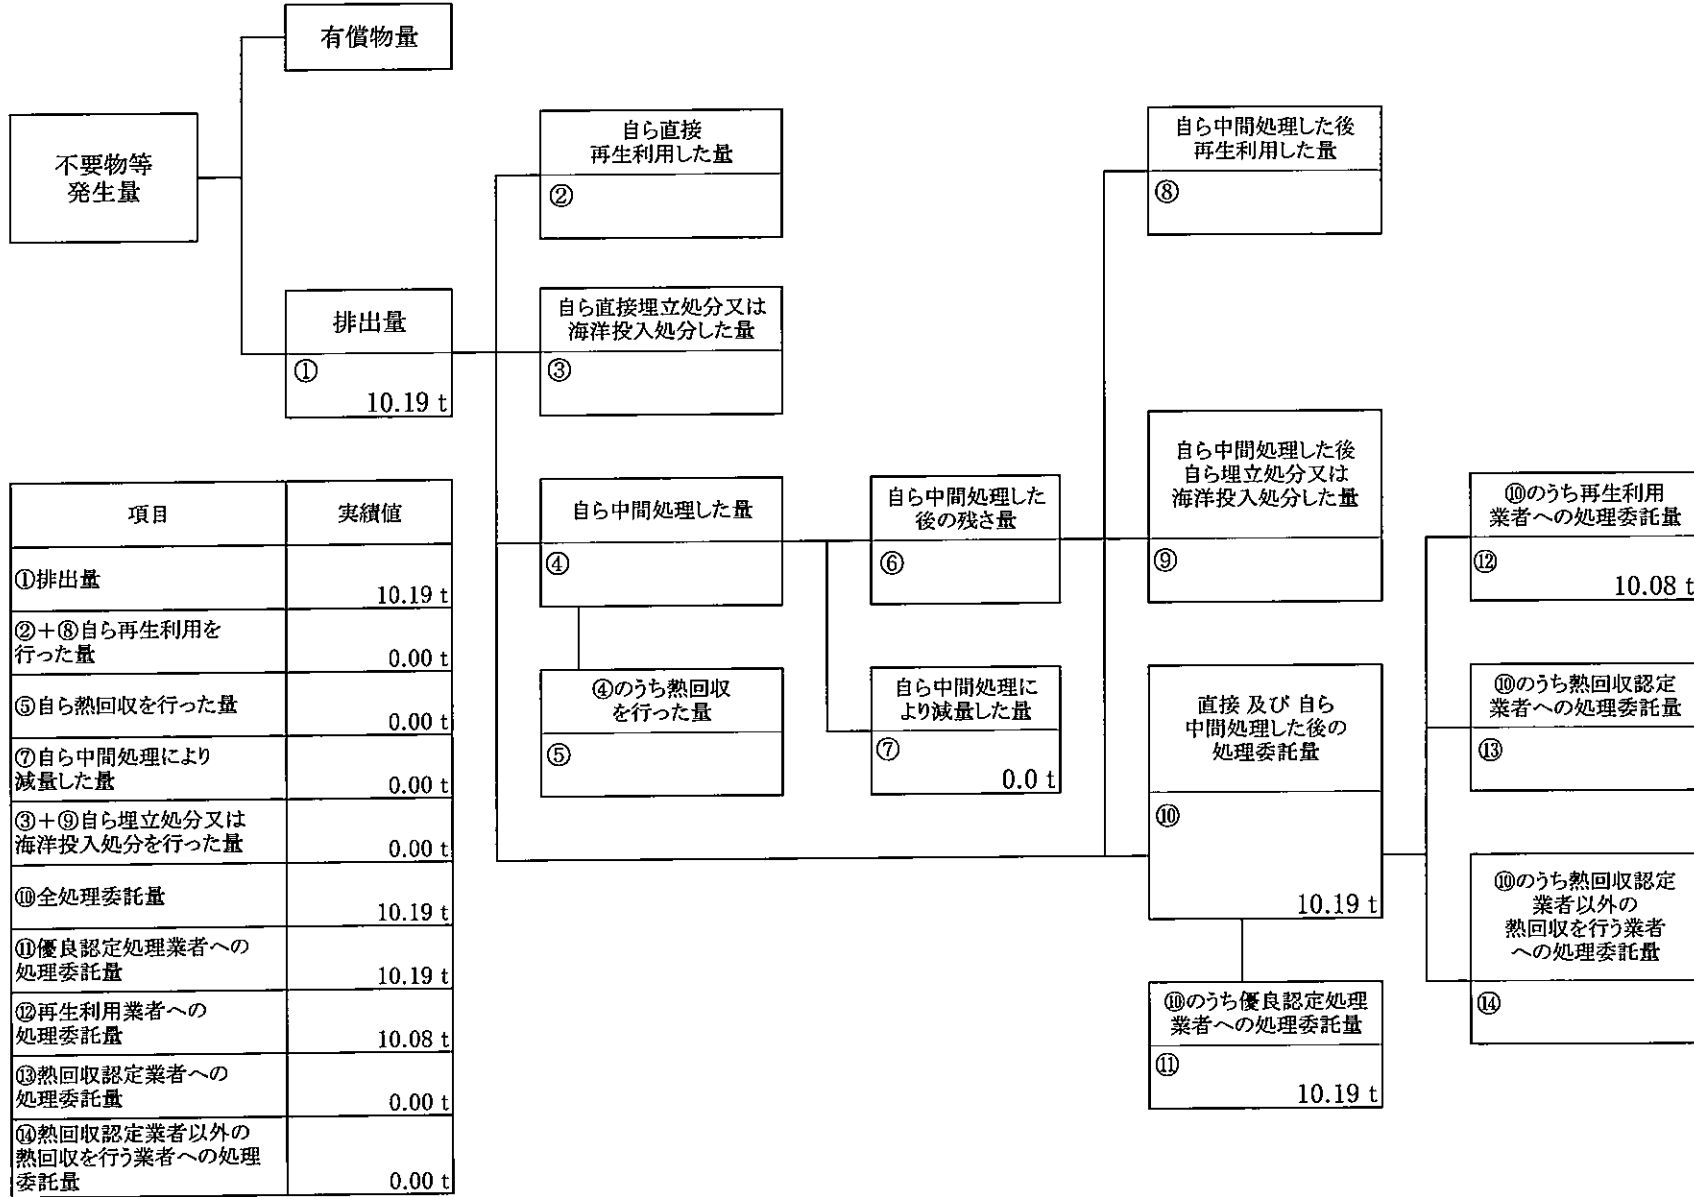 有償物量
不要物等
発生量
排出量
①
10.19 t
自ら直接
再生利用した量
②
自ら直接埋立処分又は
海洋投入処分した量
③
自ら中間処理した量
④
④のうち熱回収
を行った量
⑤
自ら中間処理した
後の残さ量
⑥
自ら中間処理に
より減量した量
⑦
0.0 t
自ら中間処理した後
再生利用した量
⑧
自ら中間処理した後
自ら埋立処分又は
海洋投入処分した量
⑨
直接 及び 自ら
中間処理した後の
処理委託量
⑩
10.19 t
⑩のうち優良認定処理
業者への処理委託量
⑪
10.19 t
⑩のうち再生利用
業者への処理委託量
⑫
10.08 t
⑩のうち熱回収認定
業者への処理委託量
⑬
⑩のうち熱回収認定
業者以外の
熱回収を行う業者
への処理委託量
⑭
項目 実績値
①排出量
10.19 t
②＋⑧自ら再生利用を
行った量
0.00 t
⑤自ら熱回収を行った量
0.00 t
⑦自ら中間処理により
減量した量
0.00 t
③＋⑨自ら埋立処分又は
海洋投入処分を行った量
0.00 t
⑩全処理委託量
10.19 t
⑪優良認定処理業者への
処理委託量
10.19 t
⑫再生利用業者への
処理委託量
10.08 t
⑬熱回収認定業者への
処理委託量
0.00 t
⑭熱回収認定業者以外の
熱回収を行う業者への処理
委託量
0.00 t